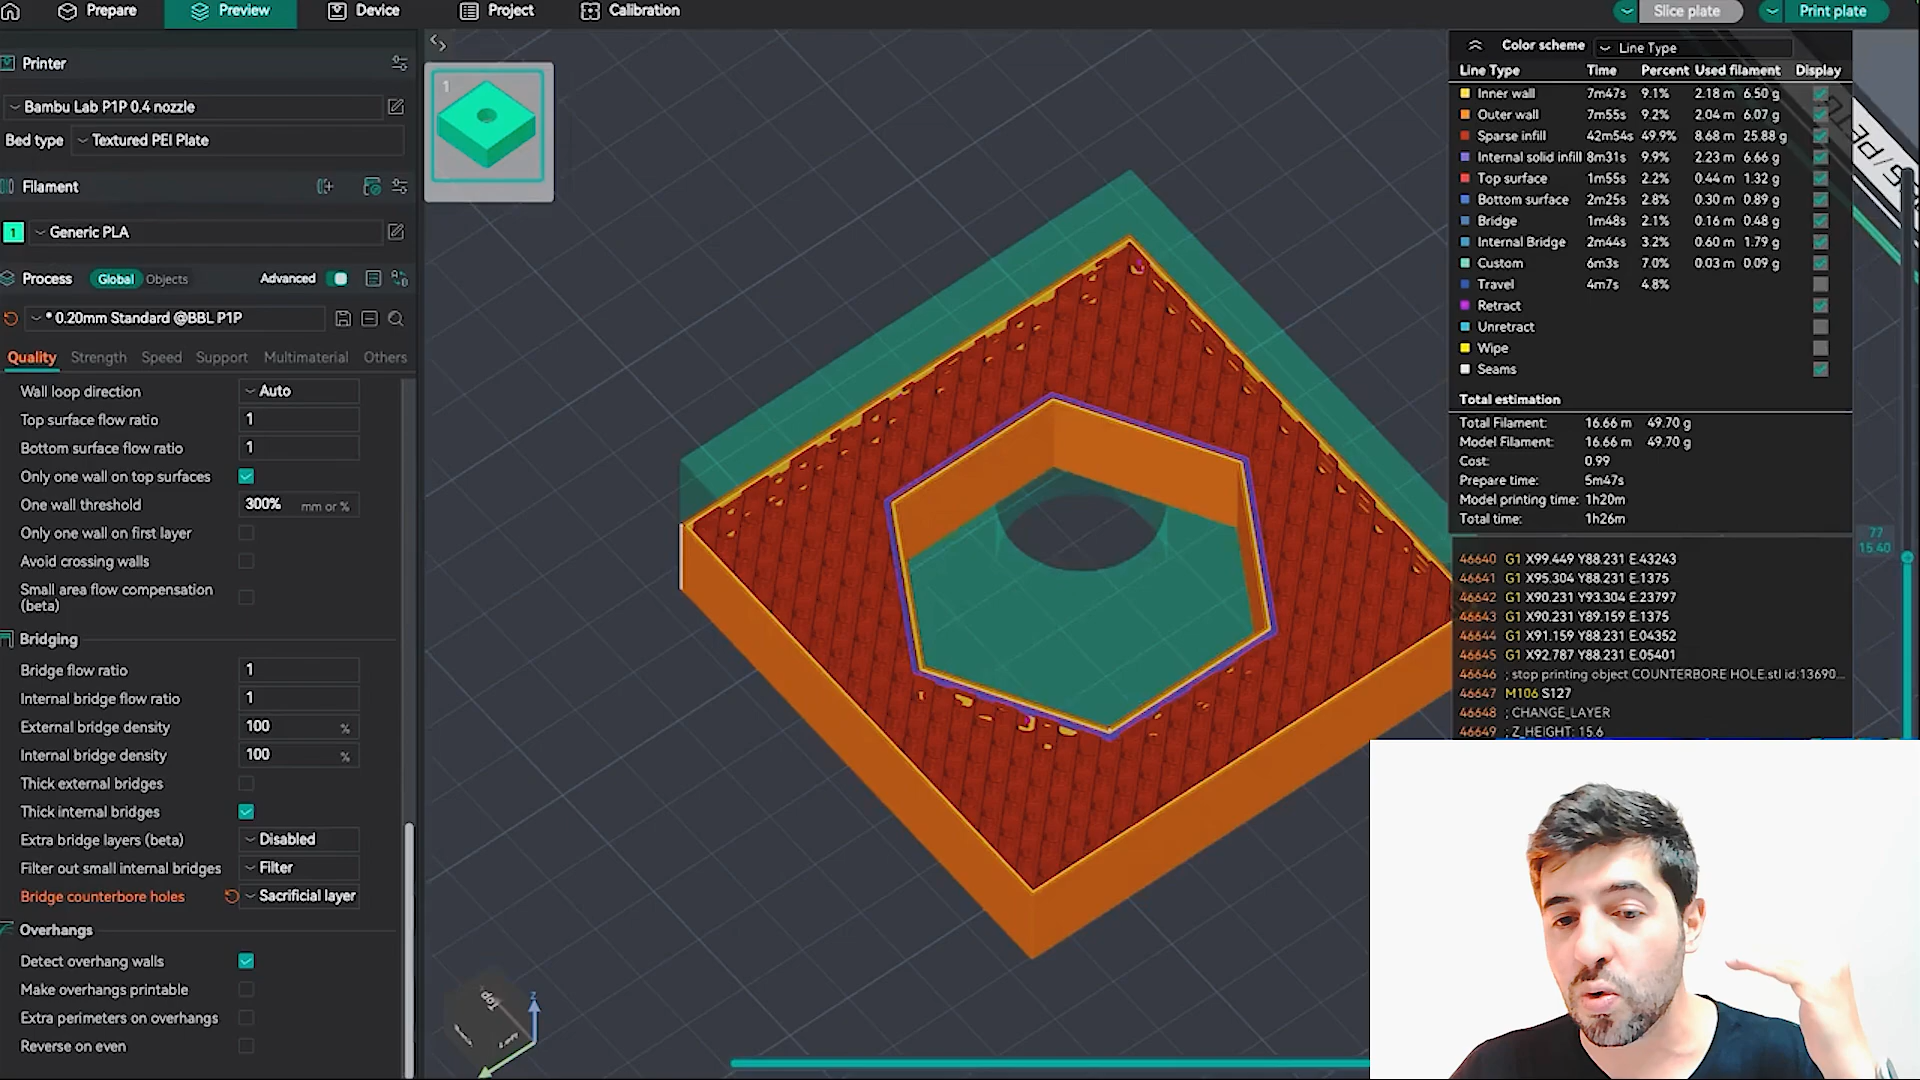 Prepare
Preview
Device
Project
Calibration
Slice plate
Print plate
Printer
Bambu Lab P1P 0.4 nozzle
Bed type
Textured PEI Plate
Filament
1
Generic PLA
Process
Global
Objects
Advanced
* 0.20mm Standard @BBL P1P
Quality
Strength
Speed
Support
Multimaterial
Others
Wall loop direction
Auto
Top surface flow ratio
1
Bottom surface flow ratio
1
Only one wall on top surfaces
One wall threshold
300% mm or %
Only one wall on first layer
Avoid crossing walls
Small area flow compensation
(beta)
Bridging
Bridge flow ratio
1
Internal bridge flow ratio
1
External bridge density
100 %
Internal bridge density
100 %
Thick external bridges
Thick internal bridges
Extra bridge layers (beta)
Disabled
Filter out small internal bridges
Filter
Bridge counterbore holes
Sacrificial layer
Overhangs
Detect overhang walls
Make overhangs printable
Extra perimeters on overhangs
Reverse on even
1
Top
Left
Z
Color scheme
Line Type
Line Type Time Percent Used filament Display
Inner wall 7m47s 9.1% 2.18 m 6.50 g
Outer wall 7m55s 9.2% 2.04 m 6.07 g
Sparse infill 42m54s 49.9% 8.68 m 25.88 g
Internal solid infill 8m31s 9.9% 2.23 m 6.66 g
Top surface 1m55s 2.2% 0.44 m 1.32 g
Bottom surface 2m25s 2.8% 0.30 m 0.89 g
Bridge 1m48s 2.1% 0.16 m 0.48 g
Internal Bridge 2m44s 3.2% 0.60 m 1.79 g
Custom 6m3s 7.0% 0.03 m 0.09 g
Travel 4m7s 4.8%
Retract
Unretract
Wipe
Seams
Total estimation
Total Filament: 16.66 m 49.70 g
Model Filament: 16.66 m 49.70 g
Cost: 0.99
Prepare time: 5m47s
Model printing time: 1h20m
Total time: 1h26m
77
15.40
46640 G1 X99.449 Y88.231 E.43243
46641 G1 X95.304 Y88.231 E.1375
46642 G1 X90.231 Y93.304 E.23797
46643 G1 X90.231 Y89.159 E.1375
46644 G1 X91.159 Y88.231 E.04352
46645 G1 X92.787 Y88.231 E.05401
46646 ; stop printing object COUNTERBORE HOLE.stl id:13690...
46647 M106 S127
46648 ; CHANGE_LAYER
46649 ; Z_HEIGHT: 15.6